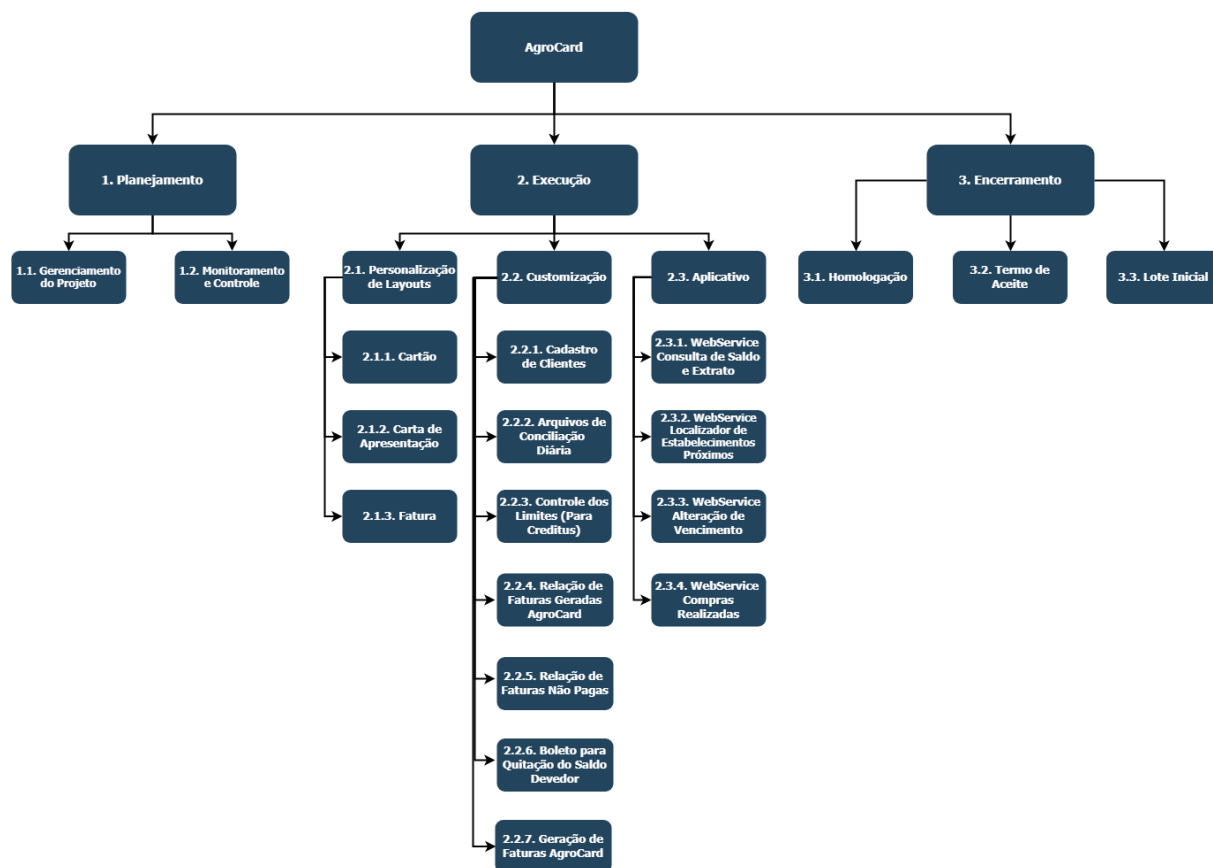 AgroCard
1. Planejamento
2. Execução
3. Encerramento
1.1. Gerenciamento
do Projeto
1.2. Monitoramento
e Controle
2.1. Personalização
de Layouts
2.2. Customização
2.3. Aplicativo
3.1. Homologação
3.2. Termo de
Aceite
3.3. Lote Inicial
2.1.1. Cartão
2.1.2. Carta de
Apresentação
2.1.3. Fatura
2.2.1. Cadastro
de Clientes
2.2.2. Arquivos de
Conciliação
Diária
2.2.3. Controle dos
Limites (Para
Creditus)
2.2.4. Relação de
Faturas Geradas
AgroCard
2.2.5. Relação de
Faturas Não Pagas
2.2.6. Boleto para
Quitação do Saldo
Devedor
2.2.7. Geração de
Faturas AgroCard
2.3.1. WebService
Consulta de Saldo
e Extrato
2.3.2. WebService
Localizador de
Estabelecimentos
Próximos
2.3.3. WebService
Alteração de
Vencimento
2.3.4. WebService
Compras
Realizadas